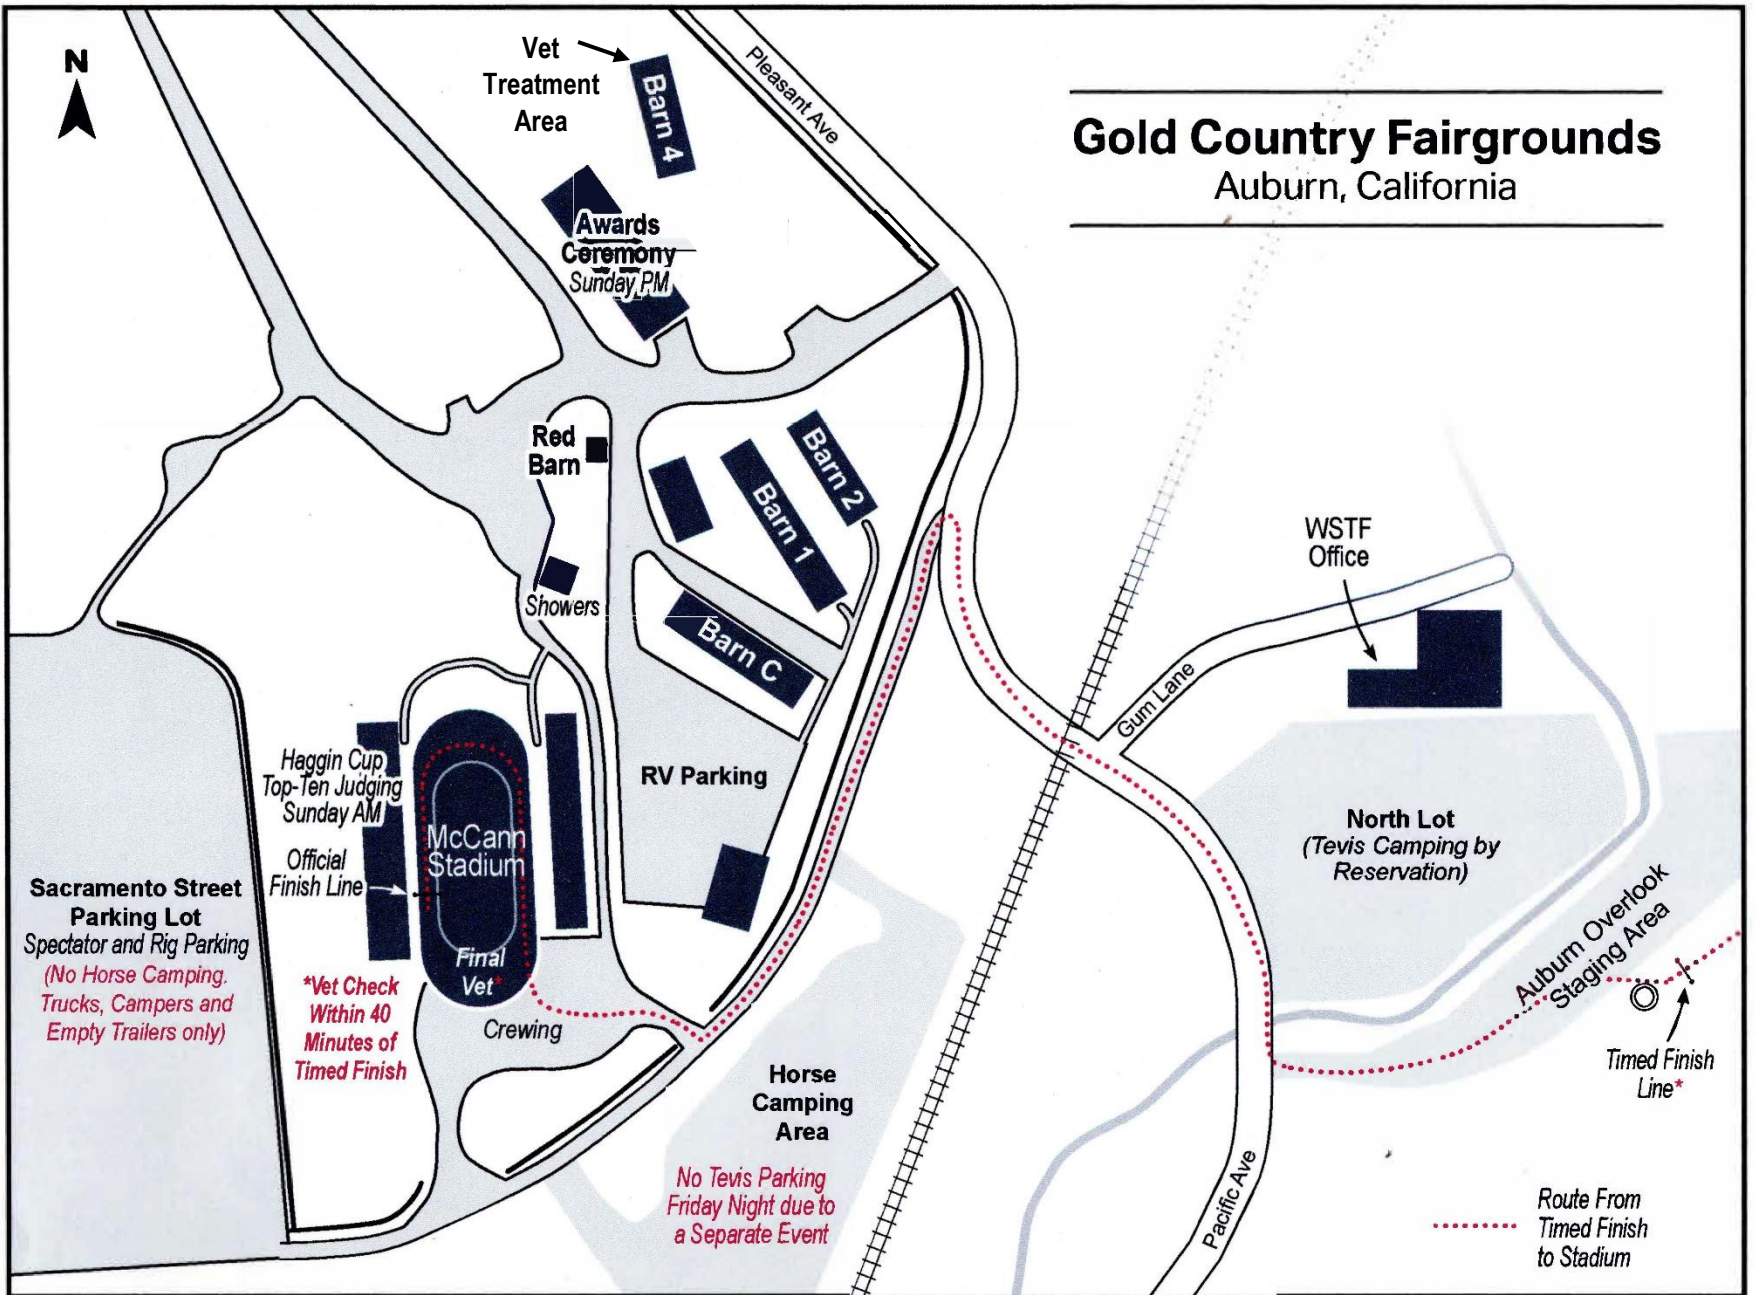 N
Vet
Treatment
Area
Barn 4
Pleasant Ave
Gold Country Fairgrounds
Auburn, California
Awards
Ceremony
Sunday PM
Red
Barn
Barn 2
Barn 1
Showers
Barn C
WSTF
Office
Gum Lane
Haggin Cup
Top-Ten Judging
Sunday AM
RV Parking
McCann
Stadium
Official
Finish Line
North Lot
(Tevis Camping by
Reservation)
Sacramento Street
Parking Lot
Spectator and Rig Parking
(No Horse Camping.
Trucks, Campers and
Empty Trailers only)
Final
Vet*
*Vet Check
Within 40
Minutes of
Timed Finish
Crewing
Auburn Overlook
Staging Area
Timed Finish
Line*
Horse
Camping
Area
No Tevis Parking
Friday Night due to
a Separate Event
Pacific Ave
Route From
Timed Finish
to Stadium